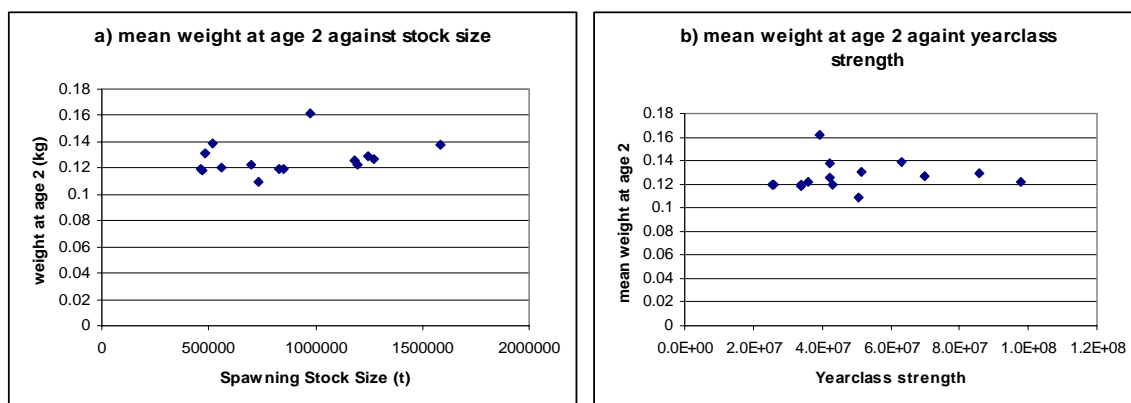 a) mean weight at age 2 against stock size
0.18
0.16
0.14
0.12
0.1
0.08
0.06
0.04
0.02
0
weight at age 2 (kg)
0
500000
1000000
1500000
2000000
Spawning Stock Size (t)
b) mean weight at age 2 againt yearclass
strength
0.18
0.16
0.14
0.12
0.1
0.08
0.06
0.04
0.02
0
mean weight at age 2
0.0E+00
2.0E+07
4.0E+07
6.0E+07
8.0E+07
1.0E+08
1.2E+08
Yearclass strength